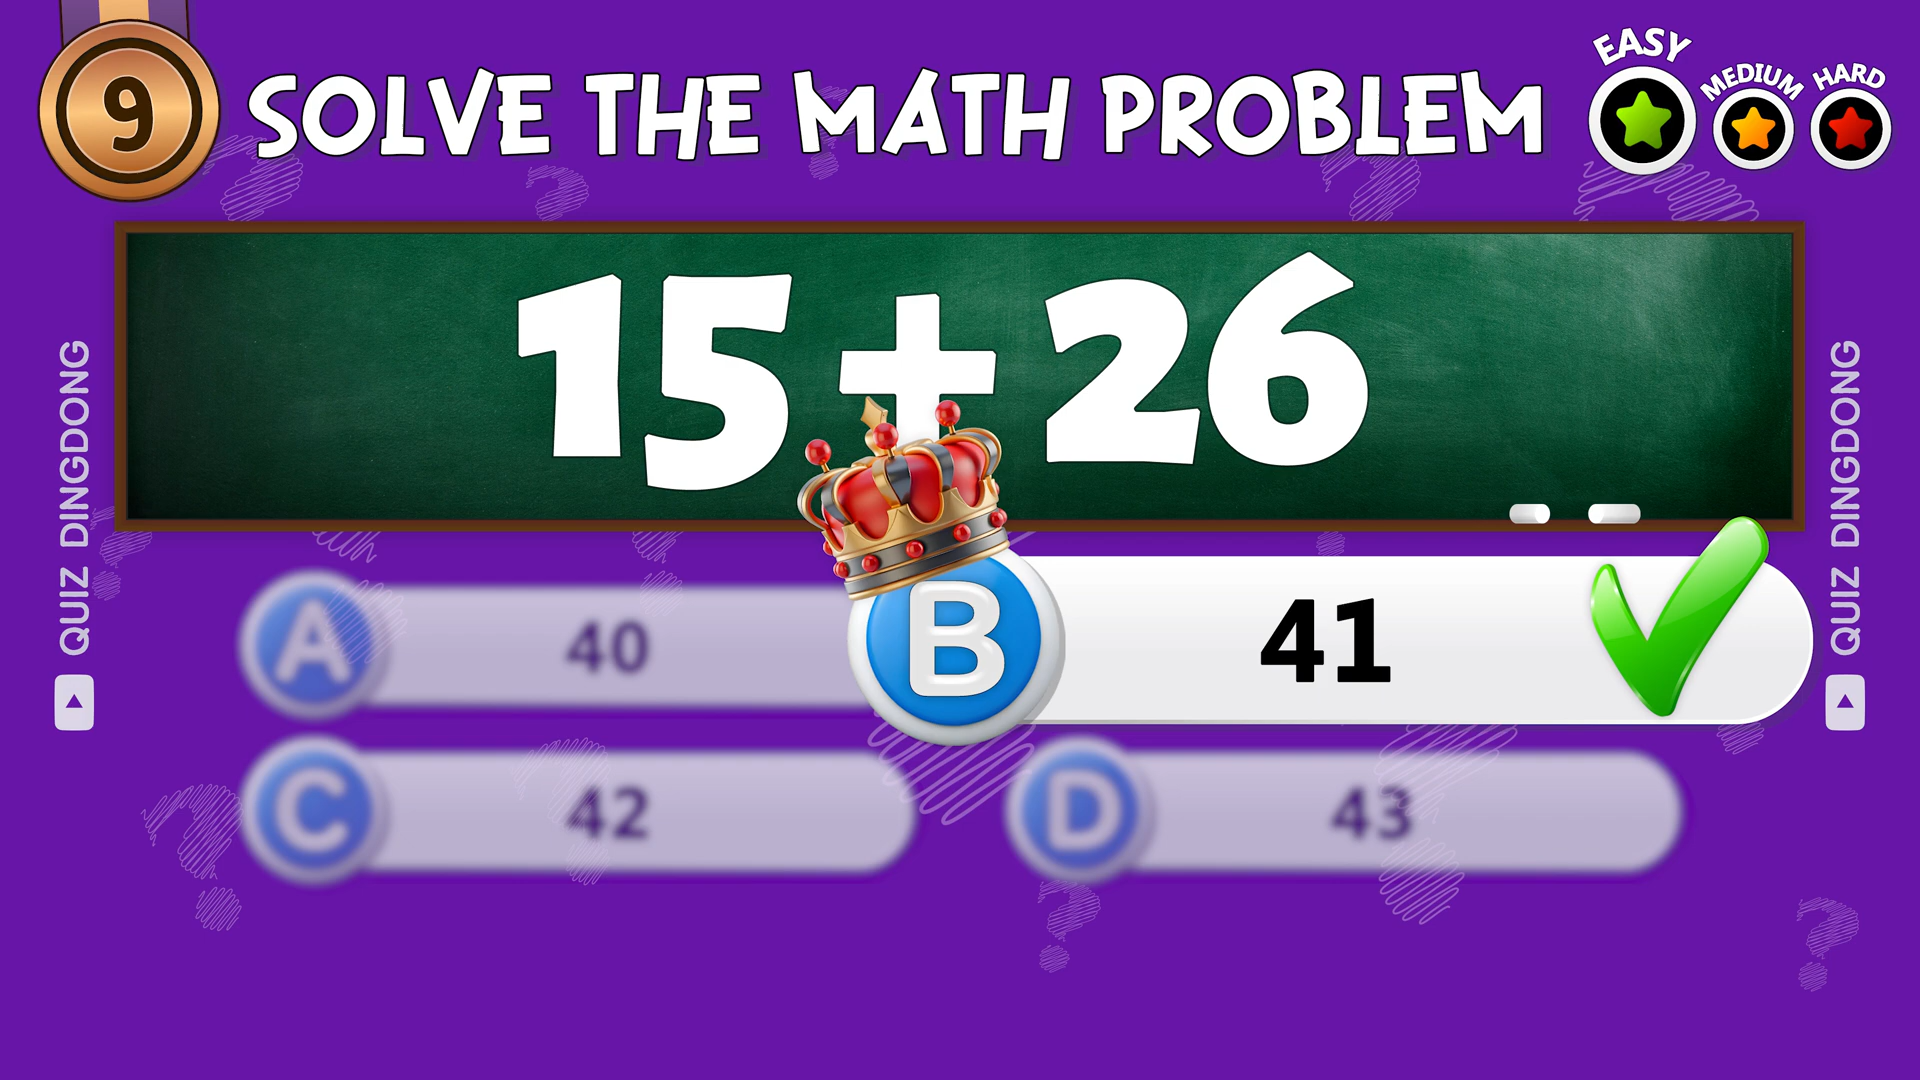 9
SOLVE THE MATH PROBLEM
EASY
MEDIUM
HARD
15+26
QUIZ DINGDONG
QUIZ DINGDONG
A 40
B 41
C 42
D 43